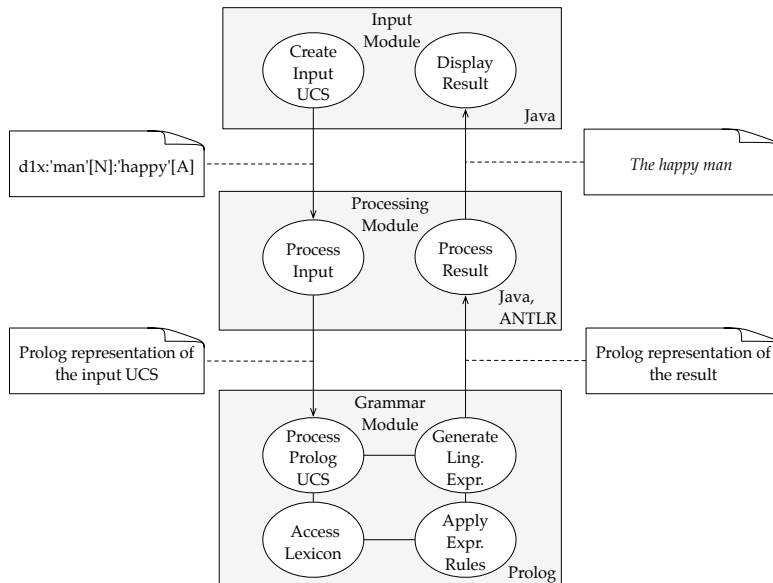 Input
Module
Create
Input
UCS
Display
Result
Java
d1x:'man'[N]:'happy'[A]
The happy man
Processing
Module
Process
Input
Process
Result
Java,
ANTLR
Prolog representation of
the input UCS
Prolog representation of
the result
Grammar
Module
Process
Prolog
UCS
Generate
Ling.
Expr.
Access
Lexicon
Apply
Expr.
Rules
Prolog